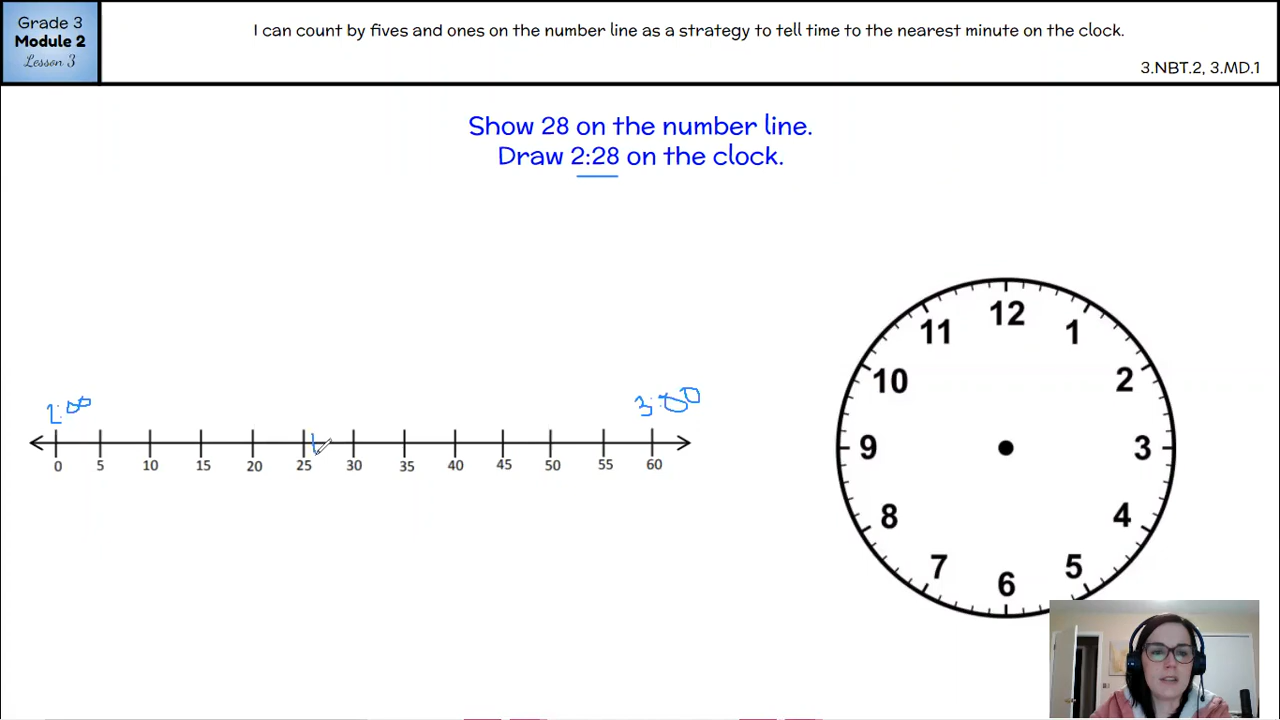 Grade 3
Module 2
Lesson 3
I can count by fives and ones on the number line as a strategy to tell time to the nearest minute on the clock.
3.NBT.2, 3.MD.1
Show 28 on the number line.
Draw 2:28 on the clock.
2:00 3:00
0 5 10 15 20 25 30 35 40 45 50 55 60
12
11 1
10 2
9 3
8 4
7 5
6